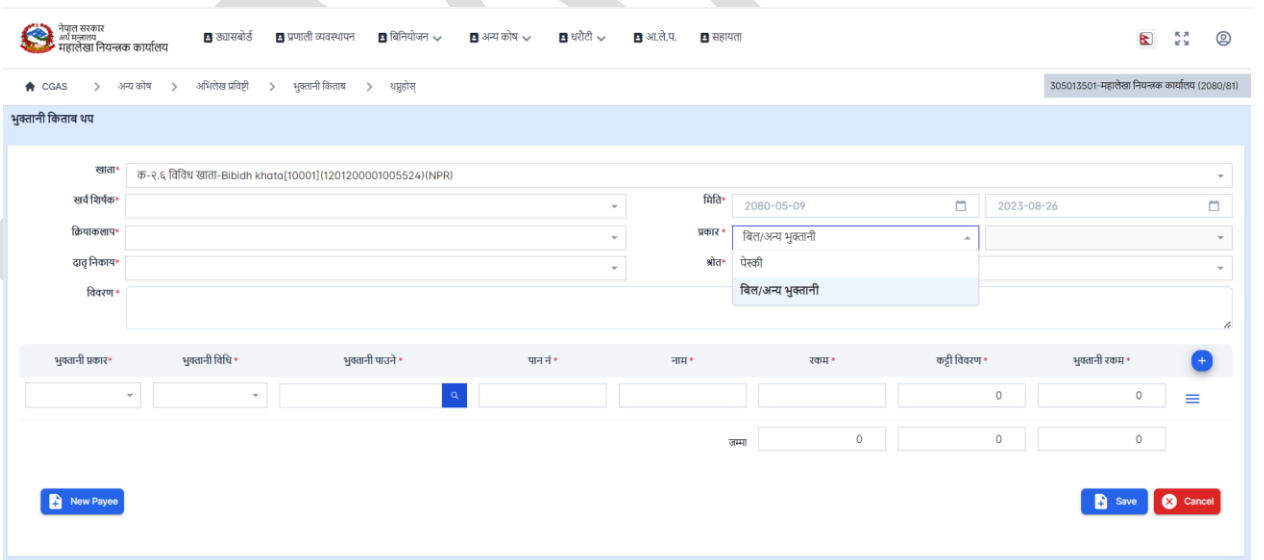 नेपाल सरकार
अर्थ मन्त्रालय
महालेखा नियन्त्रक कार्यालय
ड्यासबोर्ड प्रणाली व्यवस्थापन बिनियोजन अन्य कोष धरौटी आ.ले.प. सहायता
CGAS > अन्य कोष > अभिलेख प्रविष्टी > भुक्तानी किताब > थप्नुहोस्
305013501-महालेखा नियन्त्रक कार्यालय (2080/81)
भुक्तानी किताब थप
खाता* क-२.६ विविध खाता-Bibidh khata[10001](1201200001005524)(NPR)
खर्च शिर्षक* मिति* 2080-05-09 2023-08-26
क्रियाकलाप* प्रकार * बिल/अन्य भुक्तानी
दातृ निकाय* श्रोत* पेस्की
विवरण * बिल/अन्य भुक्तानी
भुक्तानी प्रकार* भुक्तानी विधि * भुक्तानी पाउने * पान नं * नाम * रकम * कट्टी विवरण * भुक्तानी रकम *
0 0
जम्मा 0 0 0
New Payee Save Cancel